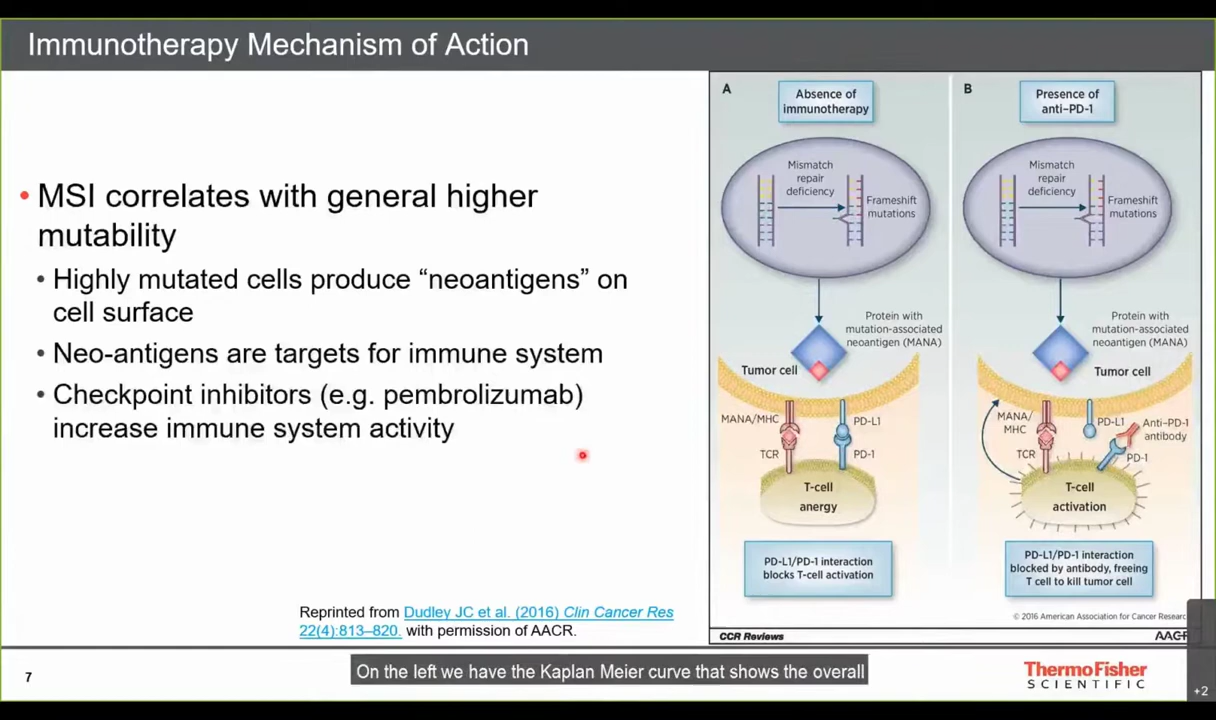 Immunotherapy Mechanism of Action
• MSI correlates with general higher
mutability
• Highly mutated cells produce “neoantigens” on
cell surface
• Neo-antigens are targets for immune system
• Checkpoint inhibitors (e.g. pembrolizumab)
increase immune system activity
Reprinted from Dudley JC et al. (2016) Clin Cancer Res
22(4):813–820. with permission of AACR.
A
Absence of
immunotherapy
Mismatch
repair
deficiency
Frameshift
mutations
Protein with
mutation-associated
neoantigen (MANA)
Tumor cell
MANA/MHC
PD-L1
TCR
PD-1
T-cell
anergy
PD-L1/PD-1 interaction
blocks T-cell activation
B
Presence of
anti–PD-1
Mismatch
repair
deficiency
Frameshift
mutations
Protein with
mutation-associated
neoantigen (MANA)
Tumor cell
MANA/
MHC
PD-L1
Anti–PD-1
antibody
TCR
PD-1
T-cell
activation
PD-L1/PD-1 interaction
blocked by antibody, freeing
T cell to kill tumor cell
© 2016 American Association for Cancer Researc
CCR Reviews
AACR
7
On the left we have the Kaplan Meier curve that shows the overall
ThermoFisher
SCIENTIFIC
+2